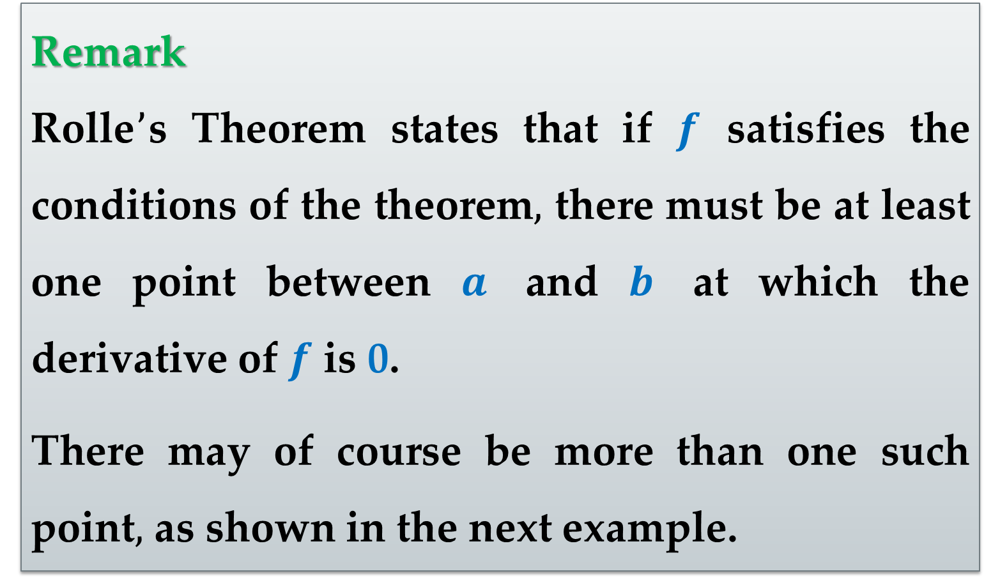 Remark
Rolle’s Theorem states that if f satisfies the
conditions of the theorem, there must be at least
one point between a and b at which the
derivative of f is 0.
There may of course be more than one such
point, as shown in the next example.